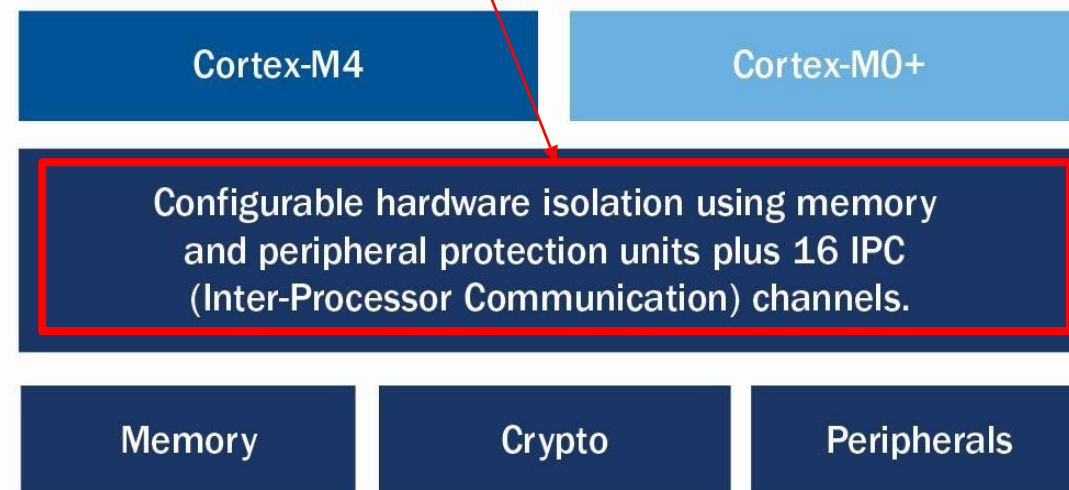 Cortex-M4
Cortex-M0+
Configurable hardware isolation using memory
and peripheral protection units plus 16 IPC
(Inter-Processor Communication) channels.
Memory
Crypto
Peripherals